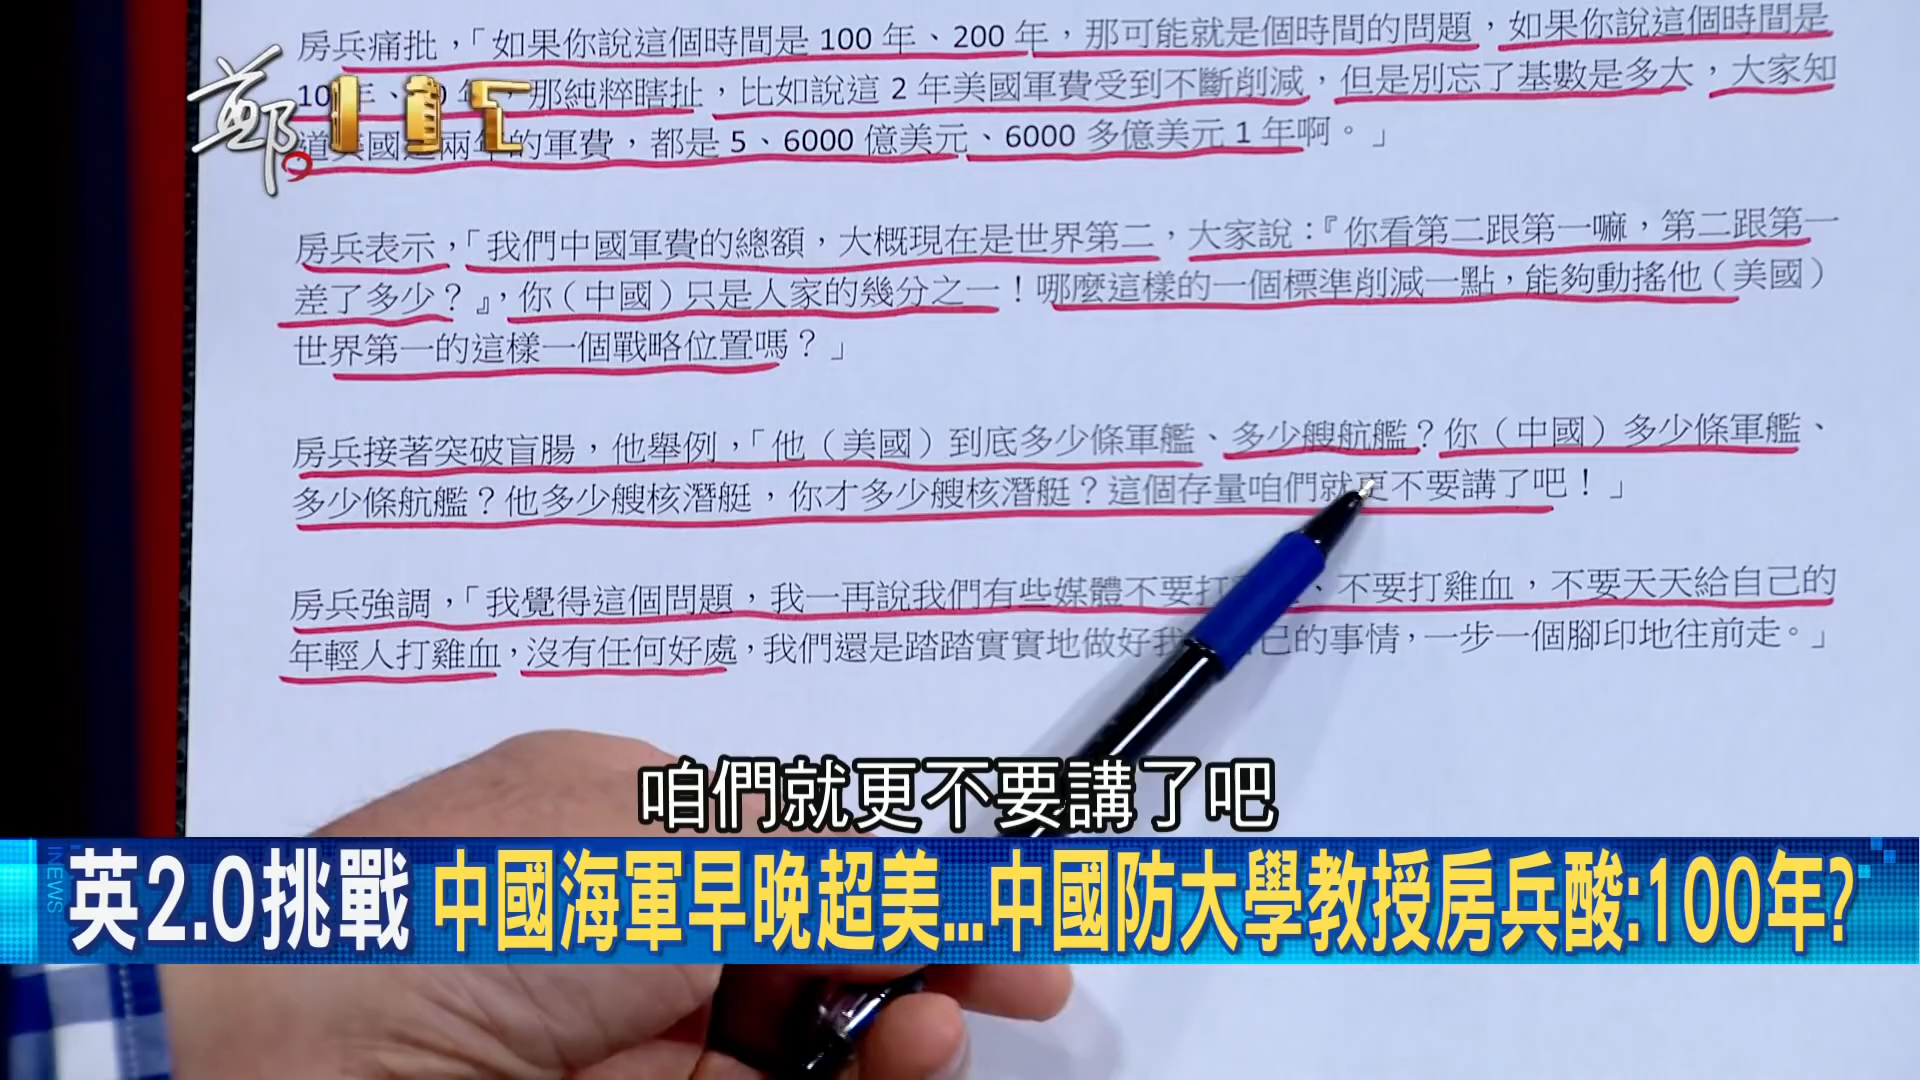 房兵痛批，「如果你說這個時間是 100 年、200 年，那可能就是個時間的問題，如果你說這個時間是
10年、0年，那純粹瞎扯，比如說這 2 年美國軍費受到不斷削減，但是別忘了基數是多大，大家知
道美國這兩年的軍費，都是 5、6000 億美元、6000 多億美元 1 年啊。」
房兵表示，「我們中國軍費的總額，大概現在是世界第二，大家說：『你看第二跟第一嘛，第二跟第一
差了多少？』，你（中國）只是人家的幾分之一！哪麼這樣的一個標準削減一點，能夠動搖他（美國）
世界第一的這樣一個戰略位置嗎？」
房兵接著突破盲腸，他舉例，「他（美國）到底多少條軍艦、多少艘航艦？你（中國）多少條軍艦、
多少條航艦？他多少艘核潛艇，你才多少艘核潛艇？這個存量咱們就更不要講了吧！」
房兵強調，「我覺得這個問題，我一再說我們有些媒體不要打、不要打雞血，不要天天給自己的
年輕人打雞血，沒有任何好處，我們還是踏踏實實地做好我己的事情，一步一個腳印地往前走。」
鄭
咱們就更不要講了吧
INEWS
英2.0挑戰 中國海軍早晚超美...中國防大學教授房兵酸:100年?